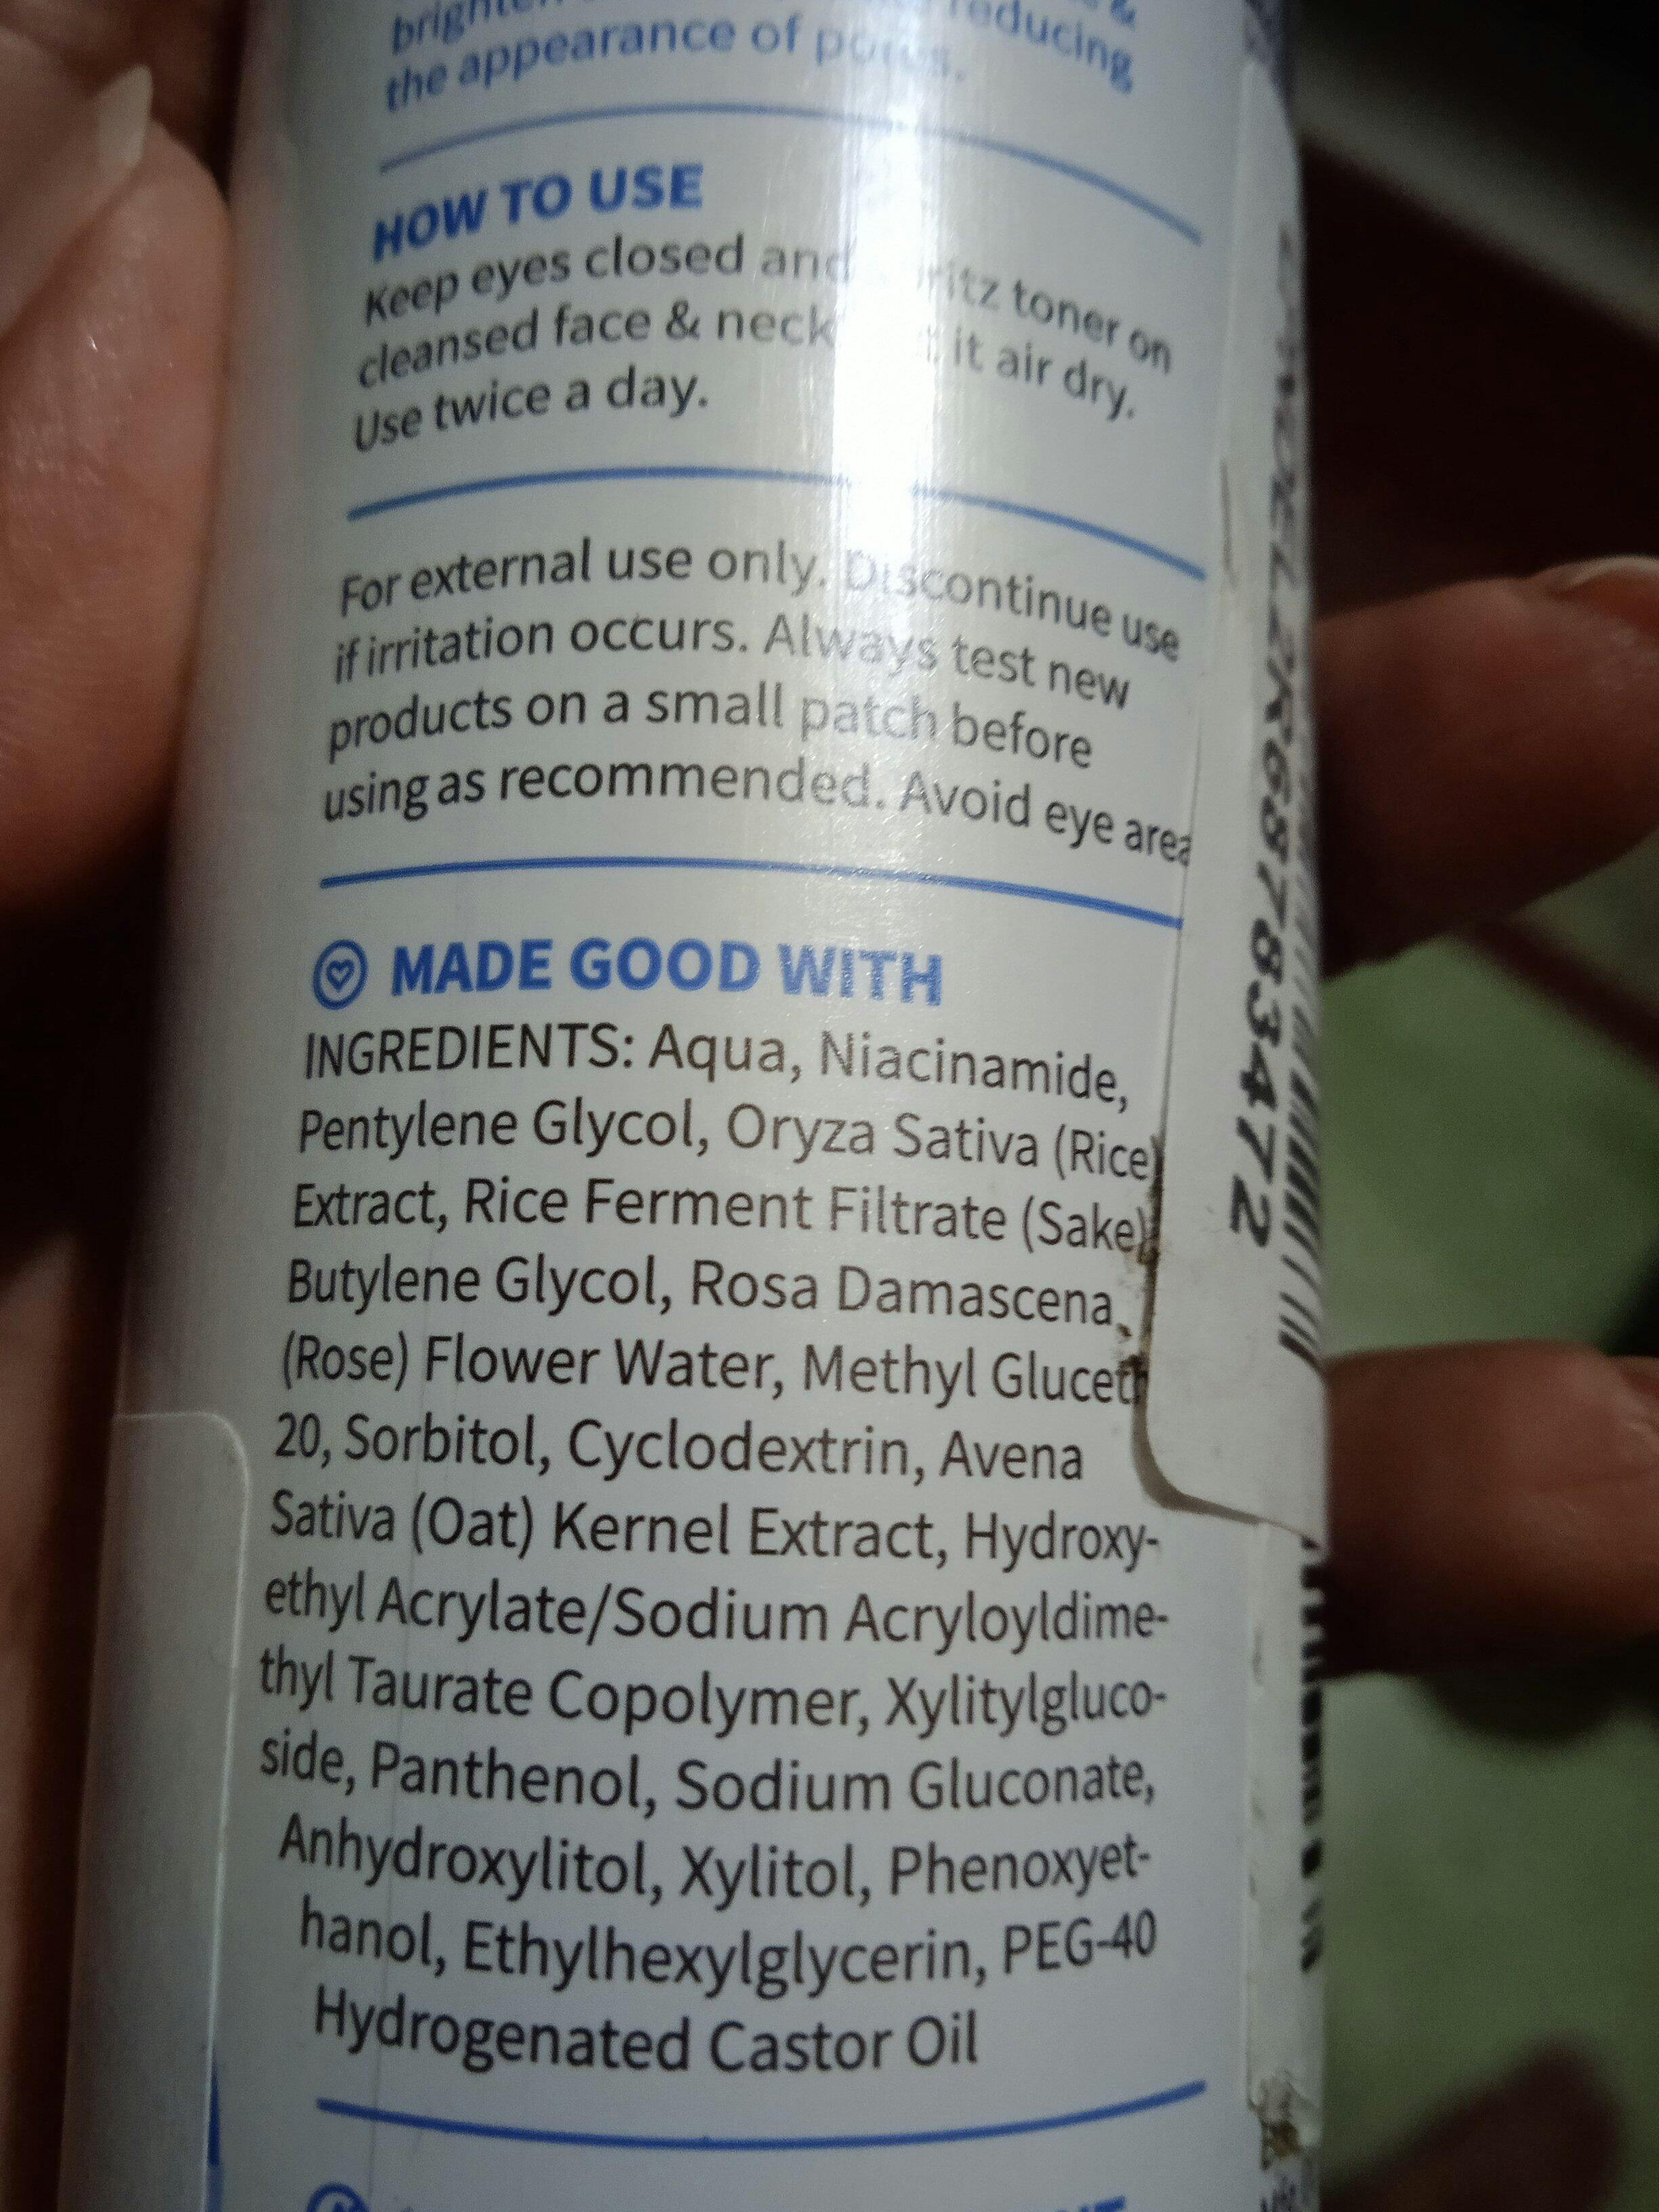 reducing
the appearance of
HOW TO USE
Keep eyes closed and toner on
cleansed face & neck it air dry.
Use twice a day.
For external use only. Discontinue use
if irritation occurs. Always test new
products on a small patch before
using as recommended. Avoid eye area
MADE GOOD WITH
INGREDIENTS: Aqua, Niacinamide,
Pentylene Glycol, Oryza Sativa (Rice)
Extract, Rice Ferment Filtrate (Sake)
Butylene Glycol, Rosa Damascena
(Rose) Flower Water, Methyl Gluceth
20, Sorbitol, Cyclodextrin, Avena
Sativa (Oat) Kernel Extract, Hydroxy-
ethyl Acrylate/Sodium Acryloyldime-
thyl Taurate Copolymer, Xylitylgluco-
side, Panthenol, Sodium Gluconate,
Anhydroxylitol, Xylitol, Phenoxyet-
hanol, Ethylhexylglycerin, PEG-40
Hydrogenated Castor Oil